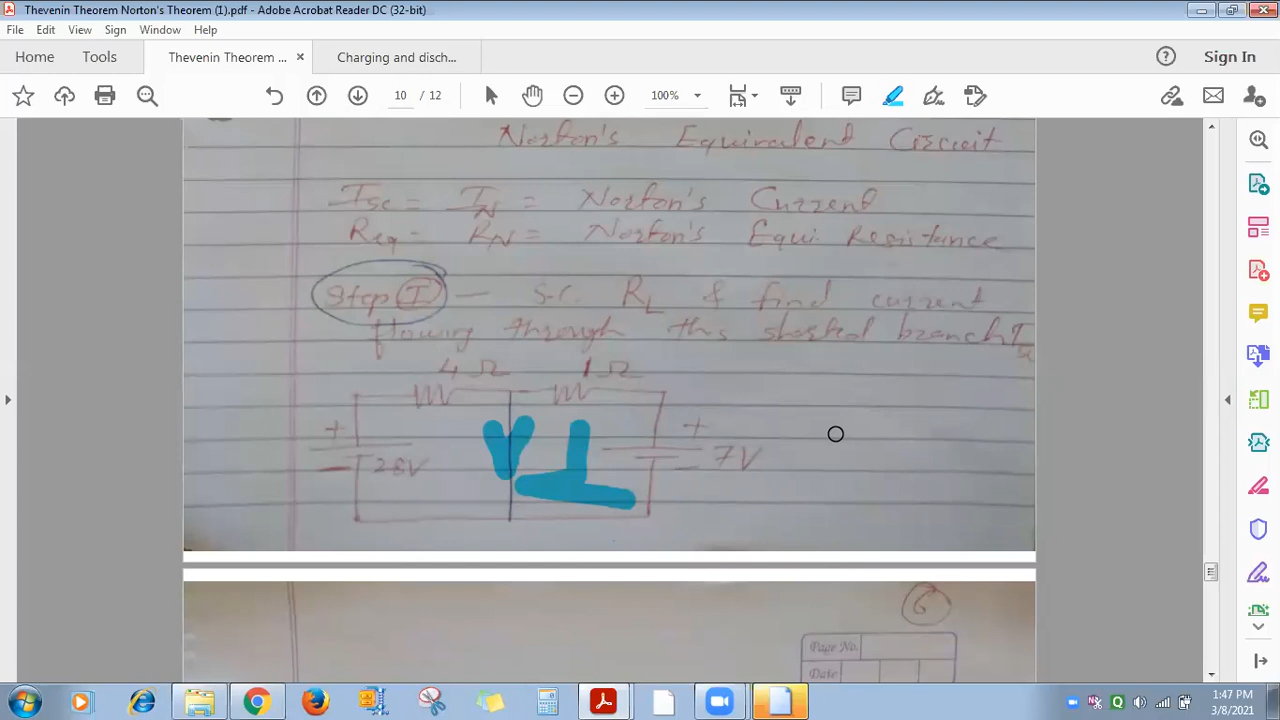 Thevenin Theorem Norton's Theorem (1).pdf - Adobe Acrobat Reader DC (32-bit)
File Edit View Sign Window Help
Home Tools Thevenin Theorem ... × Charging and disch... Sign In
10 / 12 100%
Norton's Equivalent Circuit
Isc = IN = Norton's Current
Req = RN = Norton's Equi. Resistance
Step I — S.C. RL & find current
flowing through this shorted branch Isc
4 Ω 1 Ω
+ +
28V - 7V
-
6
Page No.
Date
1:47 PM
3/8/2021